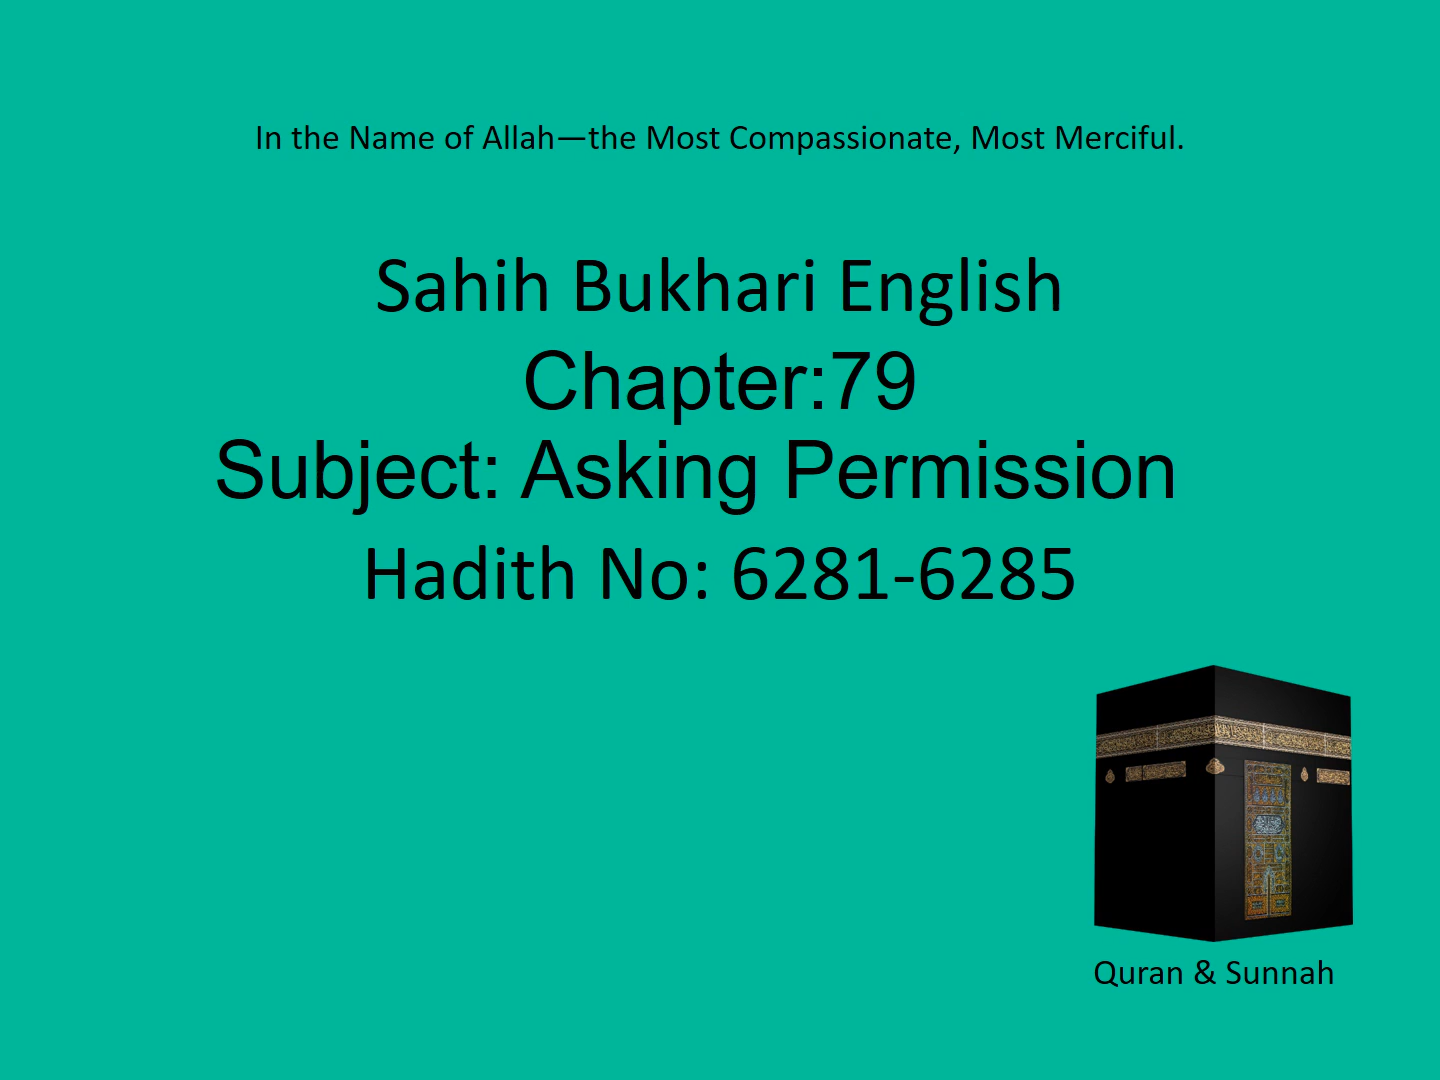 In the Name of Allah—the Most Compassionate, Most Merciful.
Sahih Bukhari English
Chapter:79
Subject: Asking Permission
Hadith No: 6281-6285
Quran & Sunnah